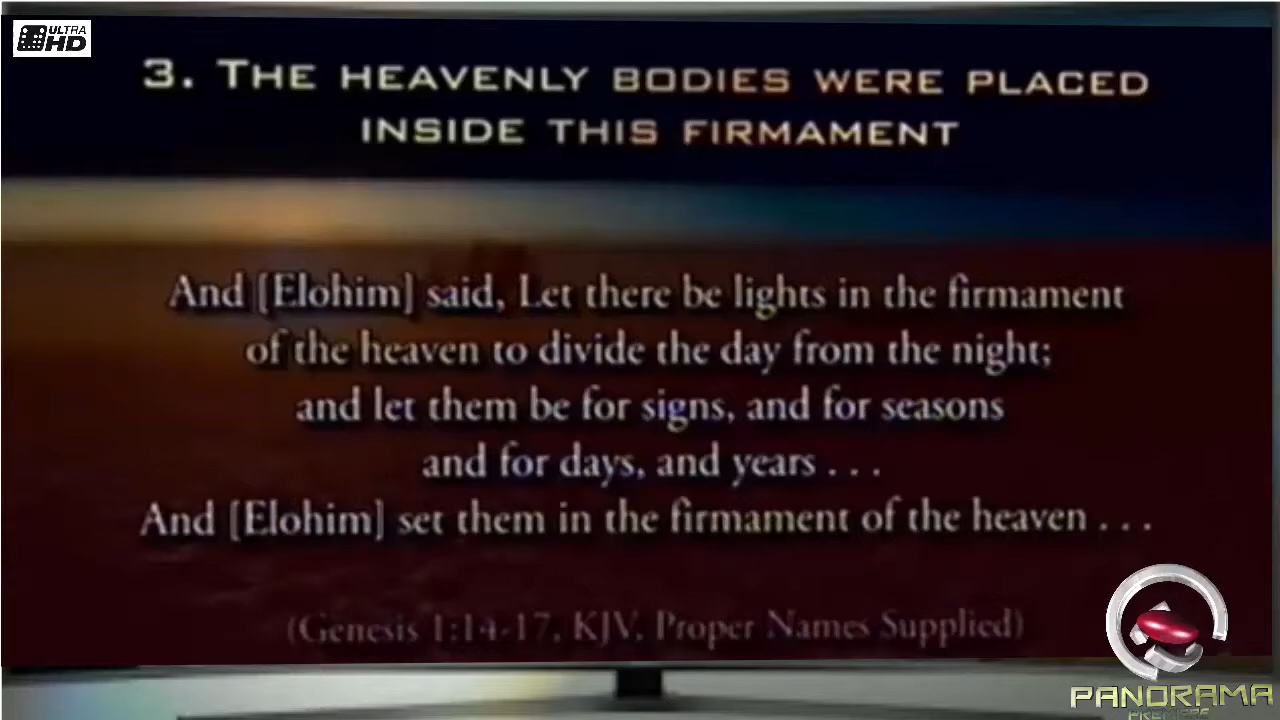 ULTRA
HD
3. THE HEAVENLY BODIES WERE PLACED
INSIDE THIS FIRMAMENT
And [Elohim] said, Let there be lights in the firmament
of the heaven to divide the day from the night;
and let them be for signs, and for seasons
and for days, and years . . .
And [Elohim] set them in the firmament of the heaven . . .
(Genesis 1:14-17, KJV, Proper Names Supplied)
PANORAMA